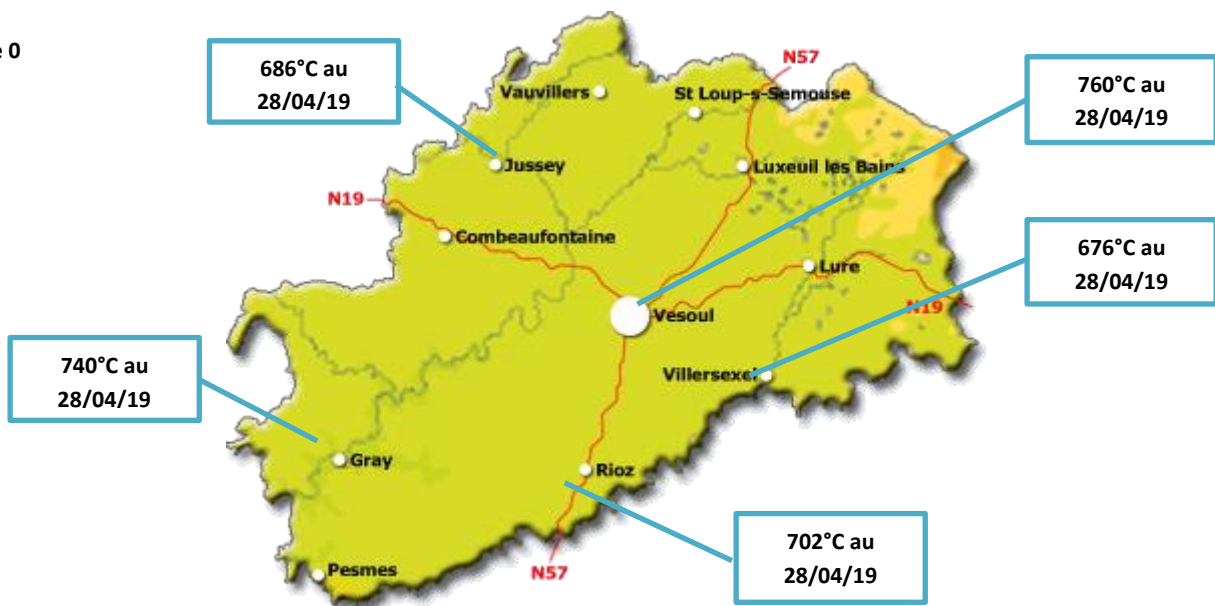 e 0
686°C au
28/04/19
N57
760°C au
28/04/19
Vauvillers
St Loup-s-Semouse
Jussey
Luxeuil les Bains
N19
Combeaufontaine
Lure
676°C au
28/04/19
N19
Vesoul
740°C au
28/04/19
Villersexel
Gray
Rioz
702°C au
28/04/19
Pesmes
N57